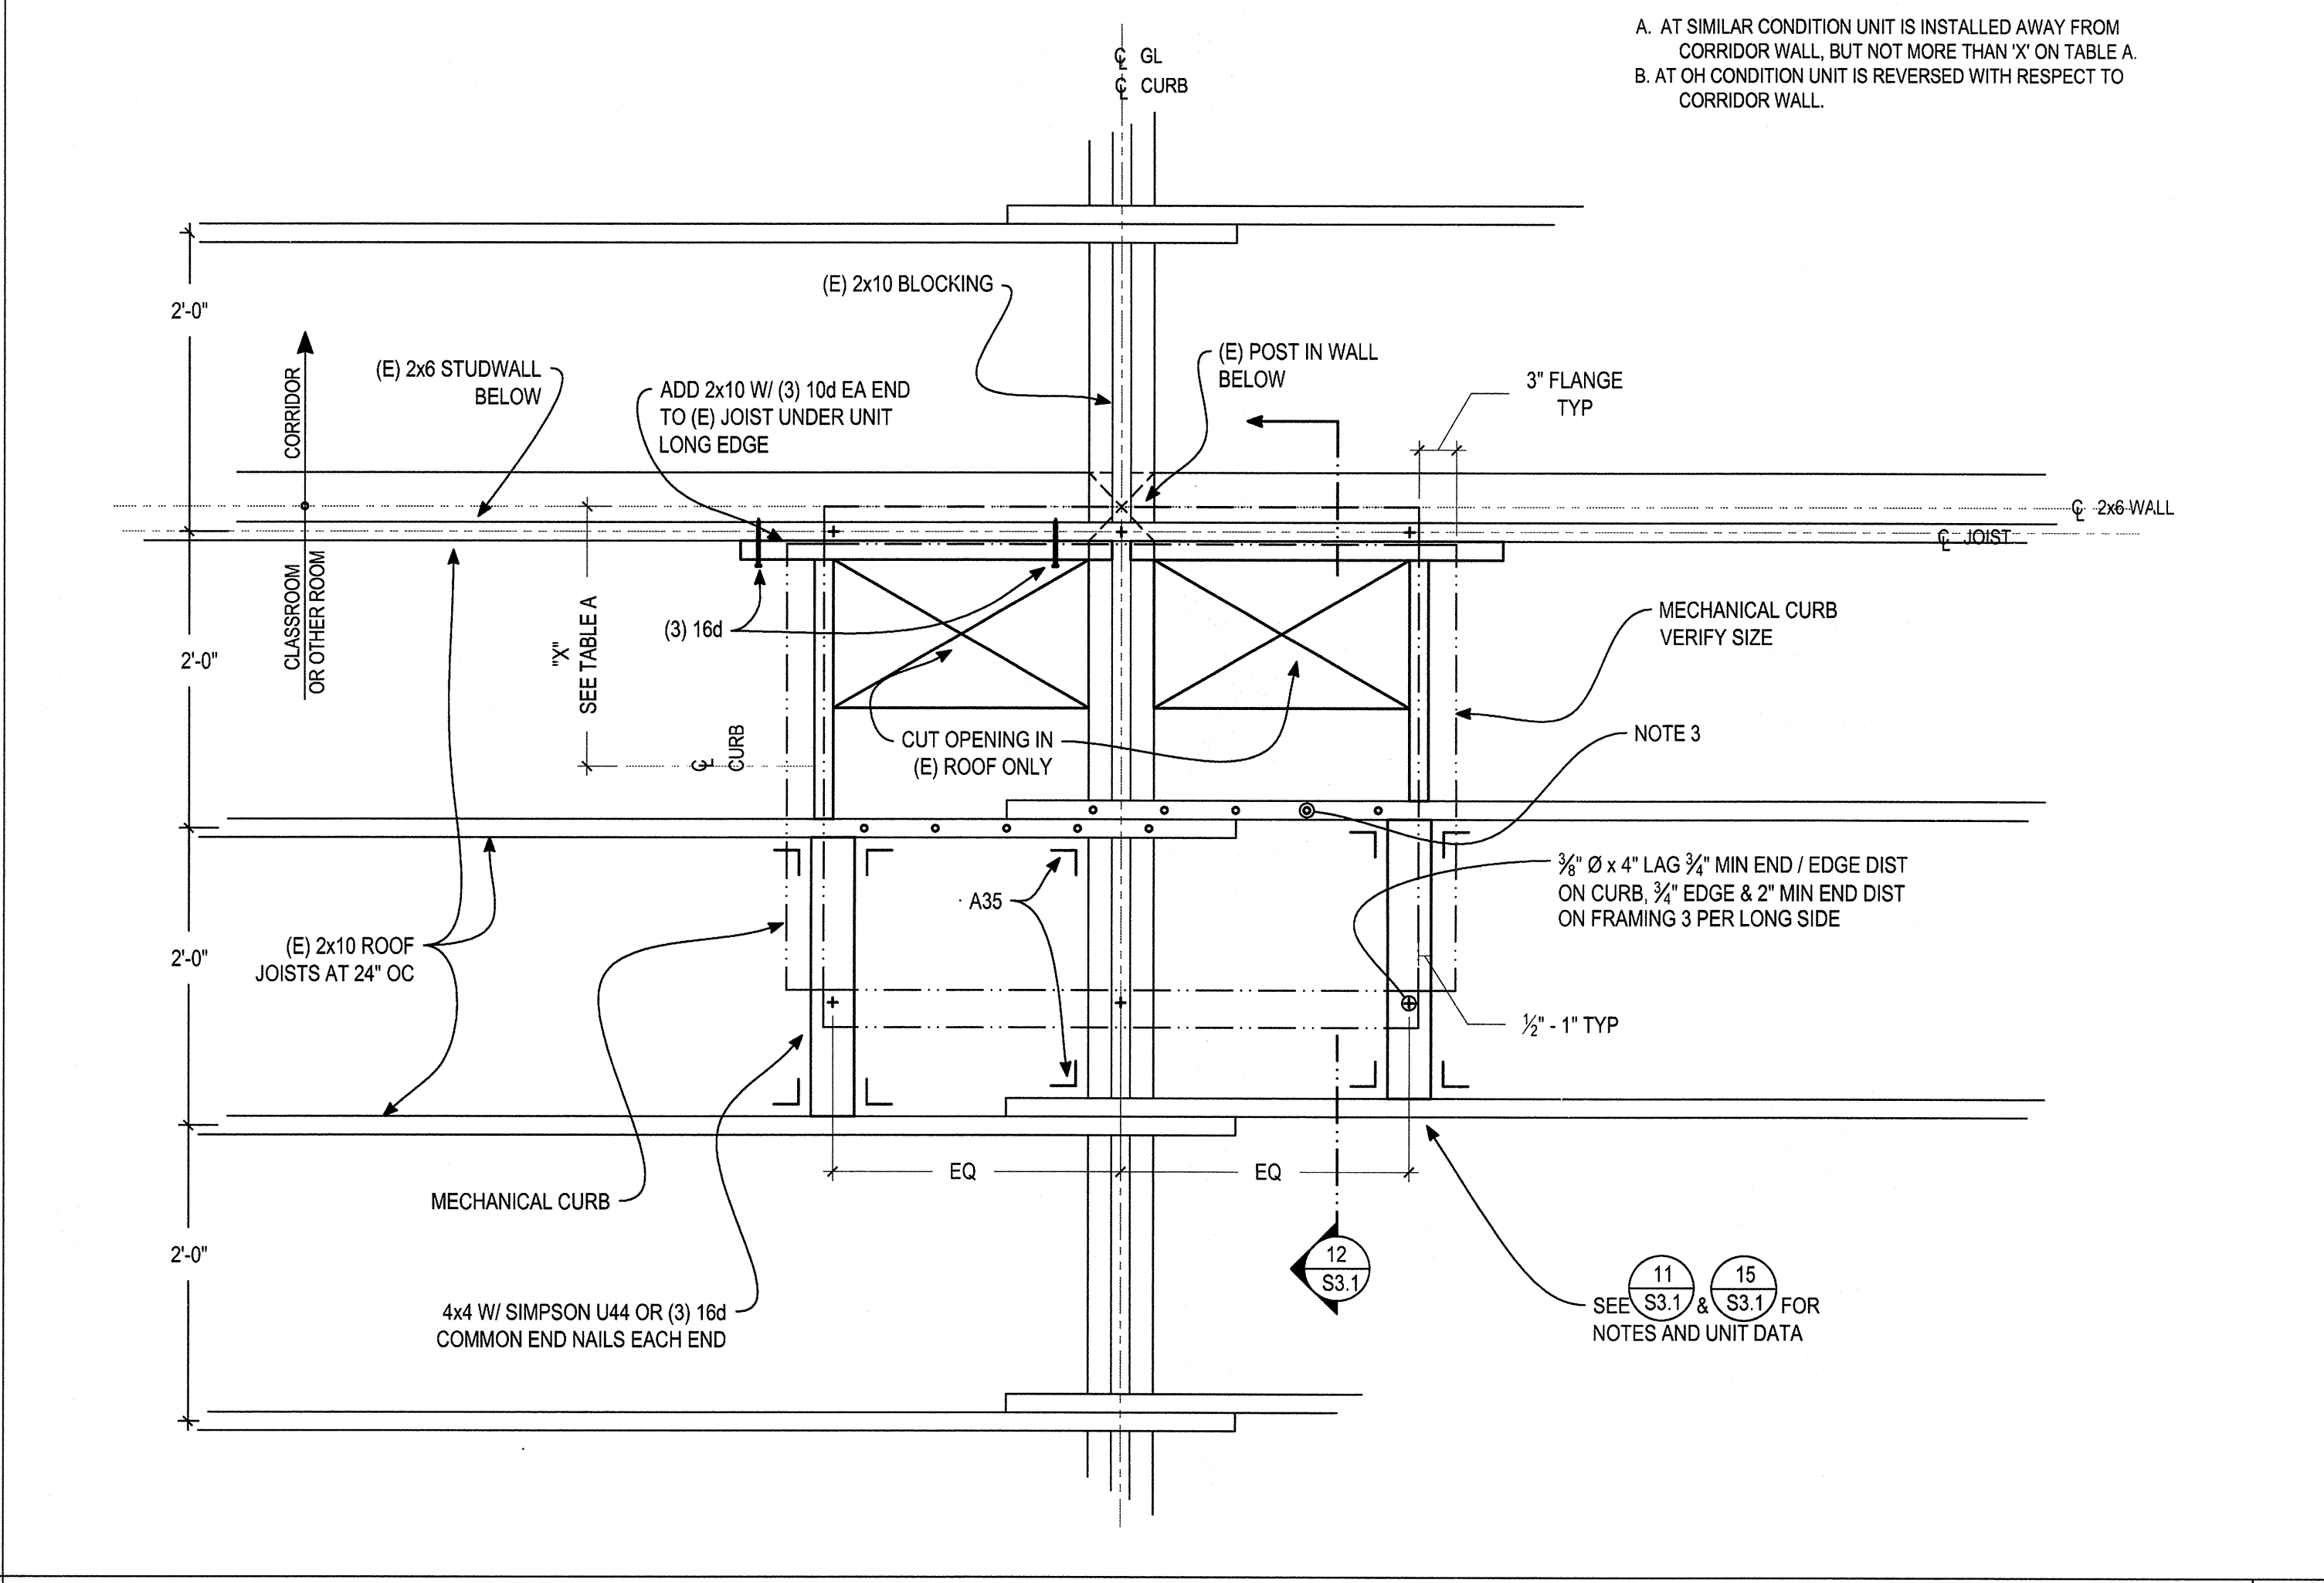 A. AT SIMILAR CONDITION UNIT IS INSTALLED AWAY FROM
CORRIDOR WALL, BUT NOT MORE THAN 'X' ON TABLE A.
B. AT OH CONDITION UNIT IS REVERSED WITH RESPECT TO
CORRIDOR WALL.
℄ GL
℄ CURB
(E) 2x10 BLOCKING
2'-0"
(E) 2x6 STUDWALL
BELOW
CORRIDOR
ADD 2x10 W/ (3) 10d EA END
TO (E) JOIST UNDER UNIT
LONG EDGE
(E) POST IN WALL
BELOW
3" FLANGE
TYP
℄ 2x6 WALL
℄ JOIST
CLASSROOM
OR OTHER ROOM
2'-0"
"X"
SEE TABLE A
(3) 16d
MECHANICAL CURB
VERIFY SIZE
℄ CURB
CUT OPENING IN
(E) ROOF ONLY
NOTE 3
A35
3/8" Ø x 4" LAG 3/4" MIN END / EDGE DIST
ON CURB, 3/4" EDGE & 2" MIN END DIST
ON FRAMING 3 PER LONG SIDE
2'-0"
(E) 2x10 ROOF
JOISTS AT 24" OC
1/2" - 1" TYP
EQ
EQ
MECHANICAL CURB
2'-0"
12
S3.1
4x4 W/ SIMPSON U44 OR (3) 16d
COMMON END NAILS EACH END
11 15
SEE S3.1 & S3.1 FOR
NOTES AND UNIT DATA